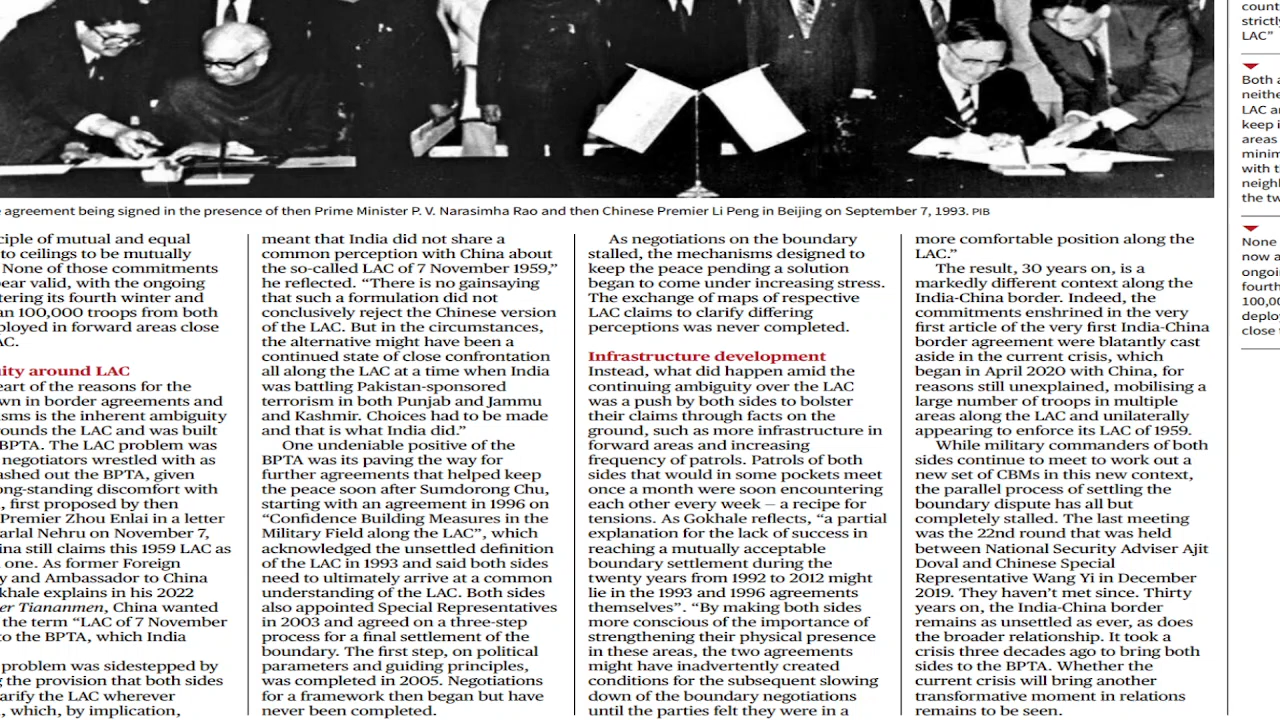 e agreement being signed in the presence of then Prime Minister P. V. Narasimha Rao and then Chinese Premier Li Peng in Beijing on September 7, 1993. PIB
ciple of mutual and equal
to ceilings to be mutually
None of those commitments
ear valid, with the ongoing
tering its fourth winter and
an 100,000 troops from both
ployed in forward areas close
AC.
ity around LAC
eart of the reasons for the
wn in border agreements and
isms is the inherent ambiguity
rounds the LAC and was built
BPTA. The LAC problem was
negotiators wrestled with as
ashed out the BPTA, given
ong-standing discomfort with
, first proposed by then
Premier Zhou Enlai in a letter
arlal Nehru on November 7,
ina still claims this 1959 LAC as
one. As former Foreign
y and Ambassador to China
khale explains in his 2022
er Tiananmen, China wanted
the term “LAC of 7 November
to the BPTA, which India
problem was sidestepped by
g the provision that both sides
arify the LAC wherever
, which, by implication,
meant that India did not share a
common perception with China about
the so-called LAC of 7 November 1959,”
he reflected. “There is no gainsaying
that such a formulation did not
conclusively reject the Chinese version
of the LAC. But in the circumstances,
the alternative might have been a
continued state of close confrontation
all along the LAC at a time when India
was battling Pakistan-sponsored
terrorism in both Punjab and Jammu
and Kashmir. Choices had to be made
and that is what India did.”
One undeniable positive of the
BPTA was its paving the way for
further agreements that helped keep
the peace soon after Sumdorong Chu,
starting with an agreement in 1996 on
“Confidence Building Measures in the
Military Field along the LAC”, which
acknowledged the unsettled definition
of the LAC in 1993 and said both sides
need to ultimately arrive at a common
understanding of the LAC. Both sides
also appointed Special Representatives
in 2003 and agreed on a three-step
process for a final settlement of the
boundary. The first step, on political
parameters and guiding principles,
was completed in 2005. Negotiations
for a framework then began but have
never been completed.
As negotiations on the boundary
stalled, the mechanisms designed to
keep the peace pending a solution
began to come under increasing stress.
The exchange of maps of respective
LAC claims to clarify differing
perceptions was never completed.
Infrastructure development
Instead, what did happen amid the
continuing ambiguity over the LAC
was a push by both sides to bolster
their claims through facts on the
ground, such as more infrastructure in
forward areas and increasing
frequency of patrols. Patrols of both
sides that would in some pockets meet
once a month were soon encountering
each other every week — a recipe for
tensions. As Gokhale reflects, “a partial
explanation for the lack of success in
reaching a mutually acceptable
boundary settlement during the
twenty years from 1992 to 2012 might
lie in the 1993 and 1996 agreements
themselves”. “By making both sides
more conscious of the importance of
strengthening their physical presence
in these areas, the two agreements
might have inadvertently created
conditions for the subsequent slowing
down of the boundary negotiations
until the parties felt they were in a
more comfortable position along the
LAC.”
The result, 30 years on, is a
markedly different context along the
India-China border. Indeed, the
commitments enshrined in the very
first article of the very first India-China
border agreement were blatantly cast
aside in the current crisis, which
began in April 2020 with China, for
reasons still unexplained, mobilising a
large number of troops in multiple
areas along the LAC and unilaterally
appearing to enforce its LAC of 1959.
While military commanders of both
sides continue to meet to work out a
new set of CBMs in this new context,
the parallel process of settling the
boundary dispute has all but
completely stalled. The last meeting
was the 22nd round that was held
between National Security Adviser Ajit
Doval and Chinese Special
Representative Wang Yi in December
2019. They haven’t met since. Thirty
years on, the India-China border
remains as unsettled as ever, as does
the broader relationship. It took a
crisis three decades ago to bring both
sides to the BPTA. Whether the
current crisis will bring another
transformative moment in relations
remains to be seen.
count
strictly
LAC”
Both a
neithe
LAC an
keep i
areas
minim
with t
neighl
the tw
None
now a
ongoi
fourth
100,00
deploy
close t